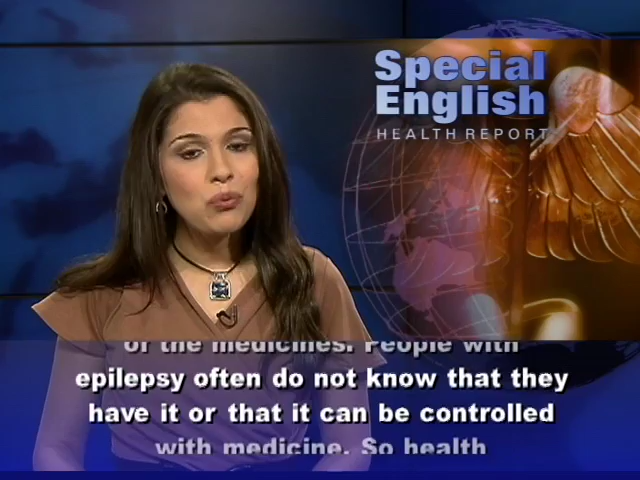 Special
English
HEALTH REPORT
of the medicines. People with
epilepsy often do not know that they
have it or that it can be controlled
with medicine. So health